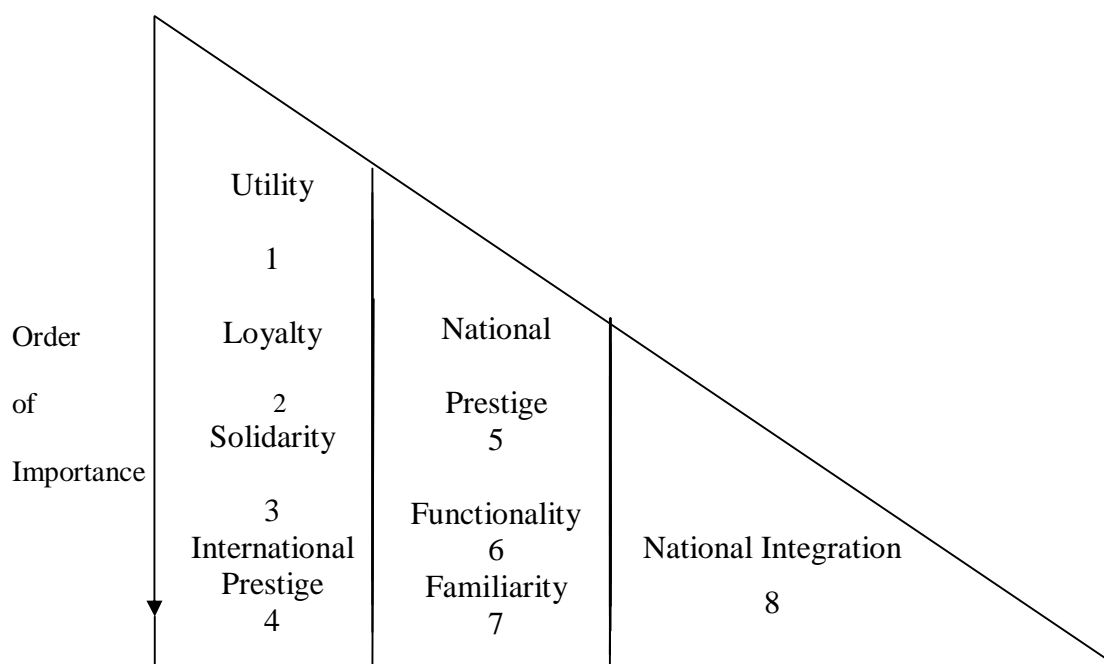 Order
of
Importance
Utility
1
Loyalty
2
Solidarity
3
International
Prestige
4
National
Prestige
5
Functionality
6
Familiarity
7
National Integration
8